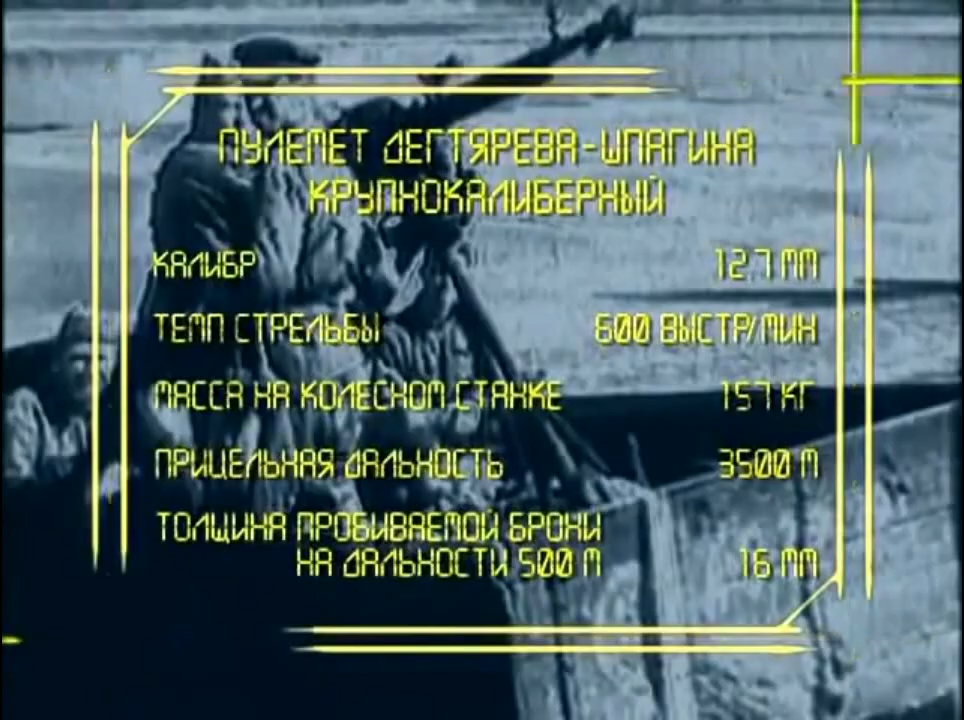 ПУЛЕМЕТ ДЕГТЯРЕВА-ШПАГИНА
КРУПНОКАЛИБЕРНЫЙ
КАЛИБР 12.7 ММ
ТЕМП СТРЕЛЬБЫ 600 ВЫСТР/МИН
МАССА НА КОЛЕСНОМ СТАНКЕ 157 КГ
ПРИЦЕЛЬНАЯ ДАЛЬНОСТЬ 3500 М
ТОЛЩИНА ПРОБИВАЕМОЙ БРОНИ
НА ДАЛЬНОСТИ 500 М 16 ММ